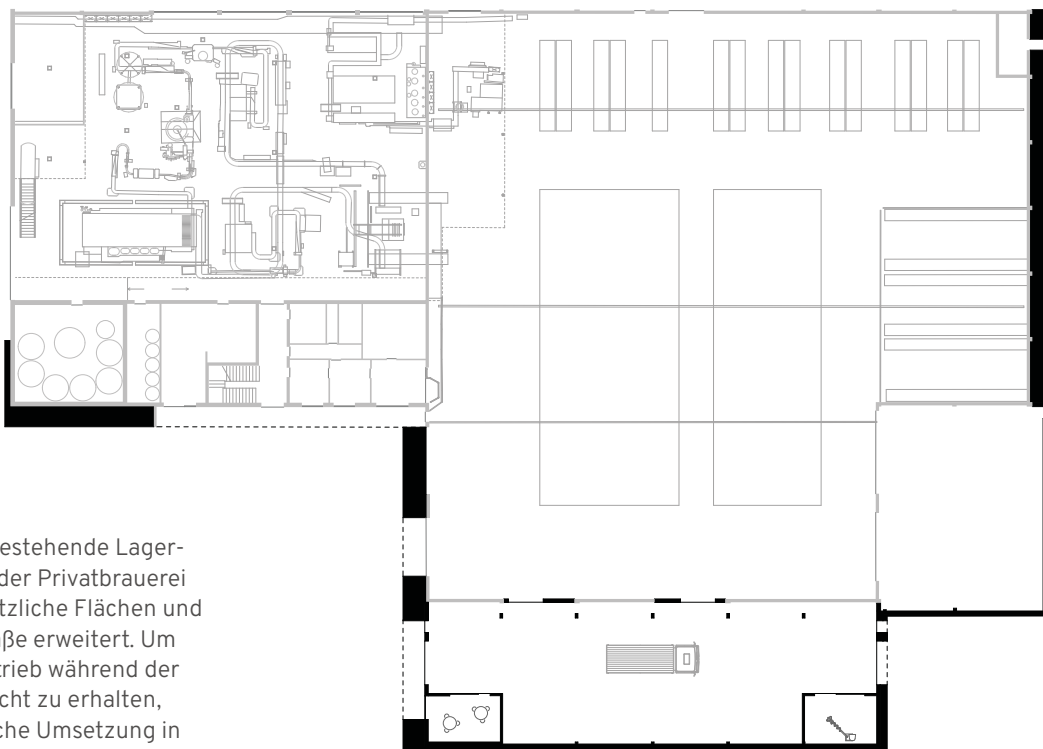 estehende Lager-
der Privatbrauerei
tzliche Flächen und
ße erweitert. Um
trieb während der
cht zu erhalten,
che Umsetzung in